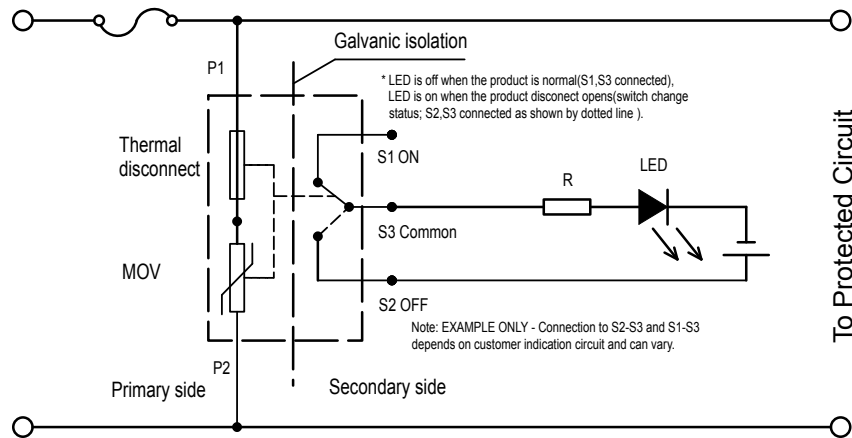 Galvanic isolation
P1
* LED is off when the product is normal(S1,S3 connected),
LED is on when the product disconect opens(switch change
status; S2,S3 connected as shown by dotted line ).
Thermal
disconnect
S1 ON
R
LED
S3 Common
MOV
S2 OFF
Note: EXAMPLE ONLY - Connection to S2-S3 and S1-S3
depends on customer indication circuit and can vary.
P2
Primary side
Secondary side
To Protected Circuit